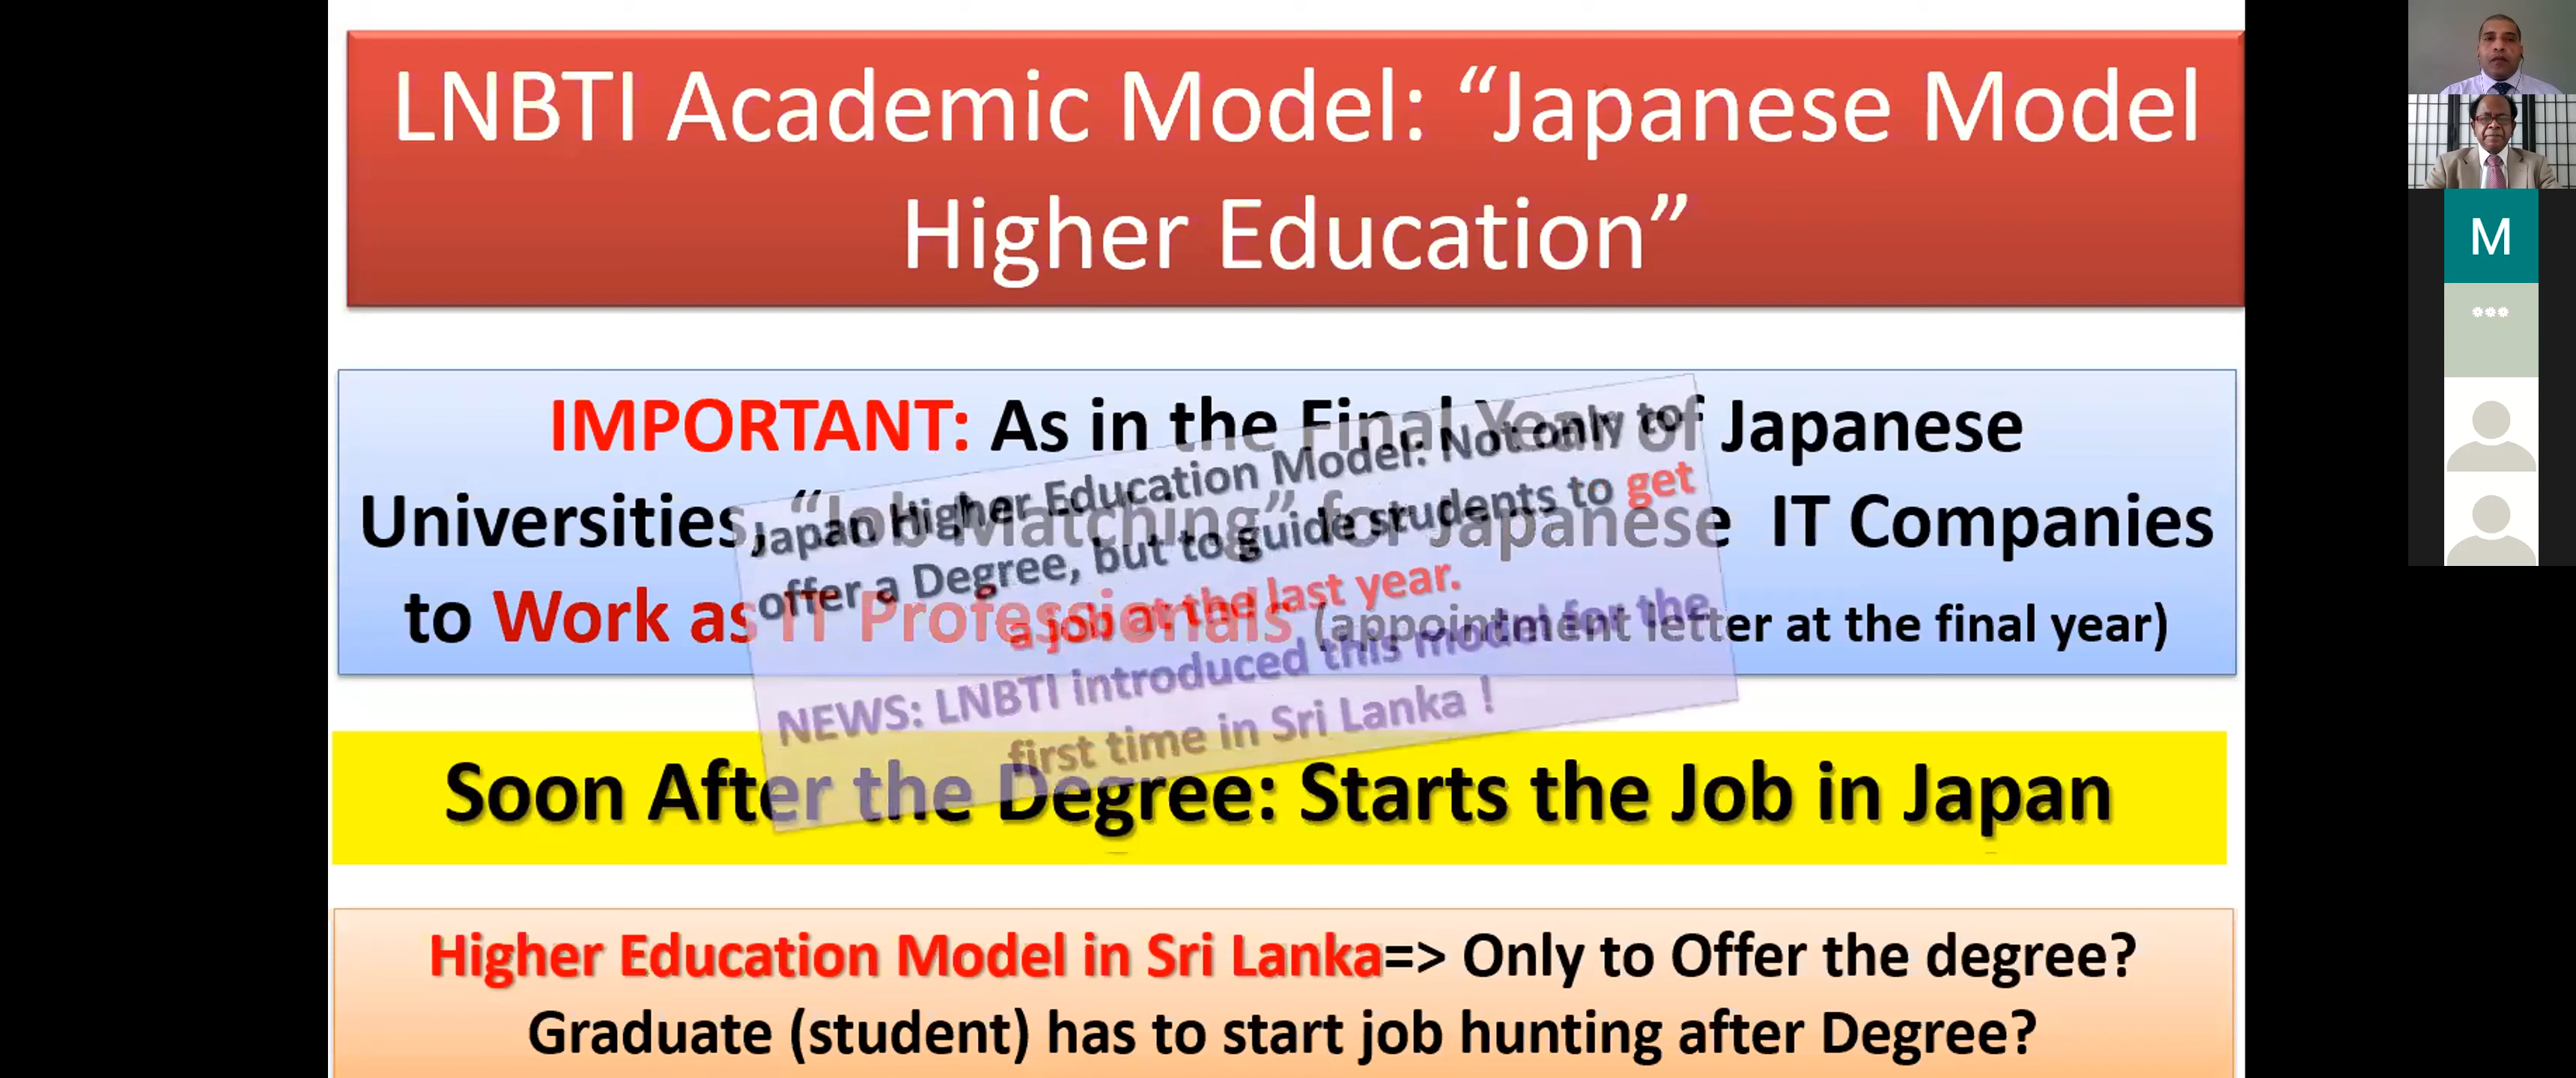 LNBTI Academic Model: “Japanese Model
Higher Education”
IMPORTANT: As in the Final Year of Japanese
Universities, “Job Matching” for Japanese IT Companies
to Work as IT Professionals (appointment letter at the final year)
Japan Higher Education Model: Not only to
offer a Degree, but to guide students to get
a job at the last year.
NEWS: LNBTI introduced this model for the
first time in Sri Lanka !
Soon After the Degree: Starts the Job in Japan
Higher Education Model in Sri Lanka=> Only to Offer the degree?
Graduate (student) has to start job hunting after Degree?
M